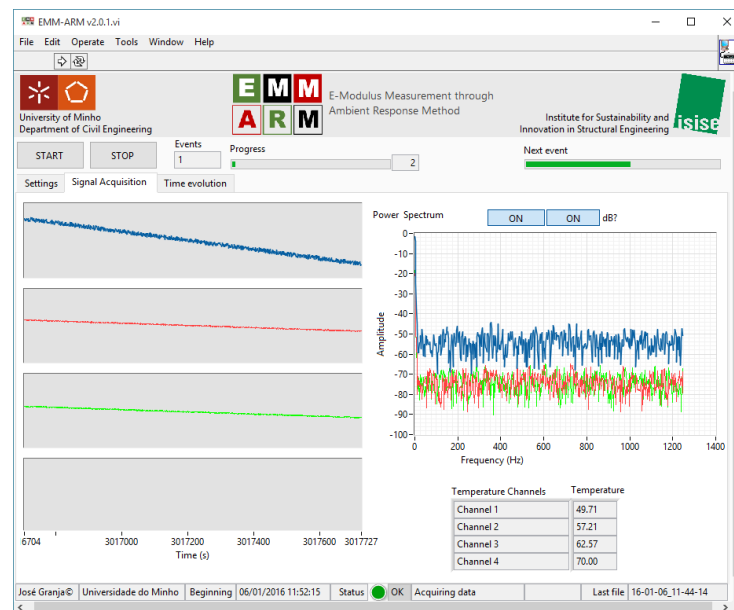 EMM-ARM v2.0.1.vi
File Edit Operate Tools Window Help
University of Minho
Department of Civil Engineering
EMM
ARM
E-Modulus Measurement through
Ambient Response Method
Institute for Sustainability and
Innovation in Structural Engineering
isise
START STOP
Events
1
Progress
2
Next event
Settings Signal Acquisition Time evolution
Power Spectrum ON ON dB?
0
-10
-20
-30
-40
-50
-60
-70
-80
-90
-100
Amplitude
0 200 400 600 800 1000 1200 1400
Frequency (Hz)
6704 3017000 3017200 3017400 3017600 3017727
Time (s)
Temperature Channels Temperature
Channel 1 49.71
Channel 2 57.21
Channel 3 62.57
Channel 4 70.00
José Granja© Universidade do Minho Beginning 06/01/2016 11:52:15 Status OK Acquiring data Last file 16-01-06_11-44-14